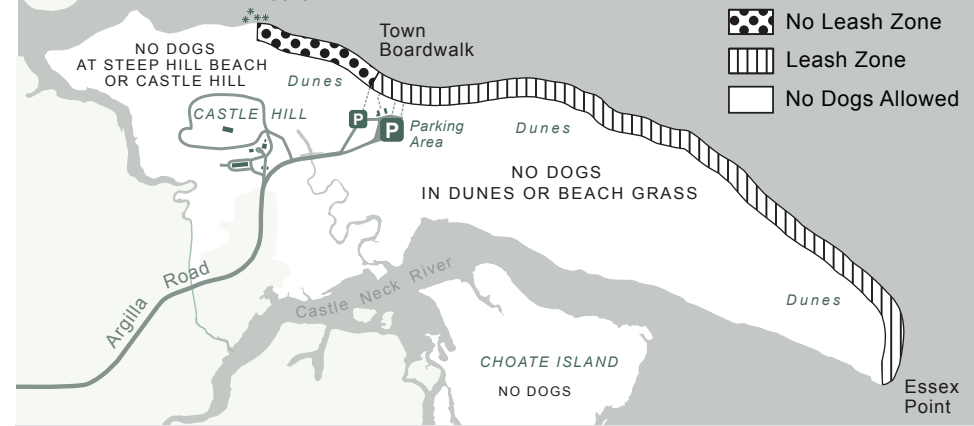 No Leash Zone
Leash Zone
No Dogs Allowed
Town
Boardwalk
NO DOGS
AT STEEP HILL BEACH
OR CASTLE HILL
Dunes
CASTLE HILL
P
P
Parking
Area
Dunes
NO DOGS
IN DUNES OR BEACH GRASS
Argilla Road
Castle Neck River
Dunes
CHOATE ISLAND
NO DOGS
Essex
Point